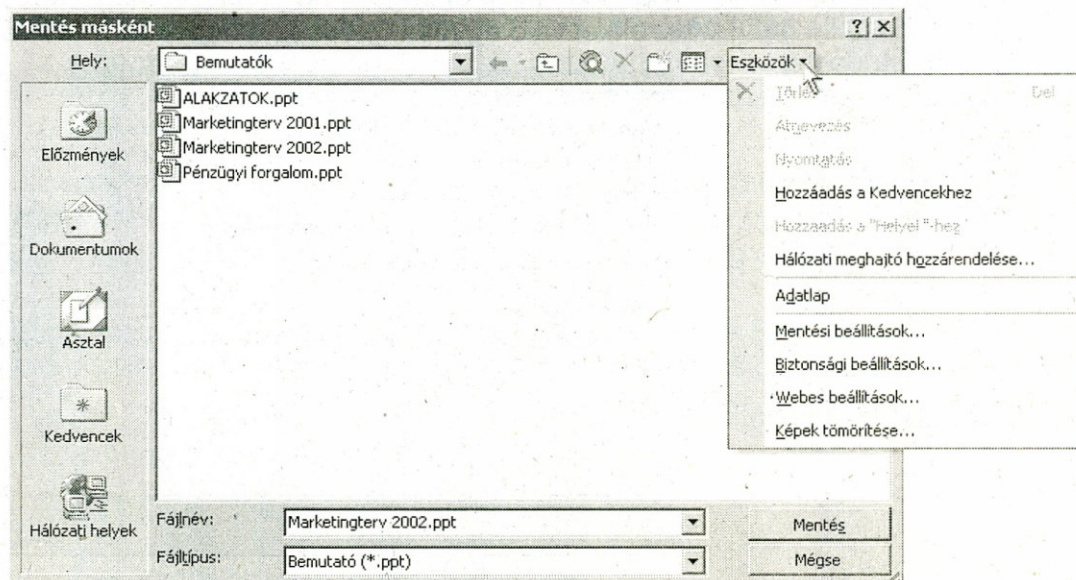 Mentés másként
Hely:
Bemutatók
Eszközök
ALAKZATOK.ppt
Marketingterv 2001.ppt
Marketingterv 2002.ppt
Pénzügyi forgalom.ppt
Előzmények
Dokumentumok
Asztal
Kedvencek
Hálózati helyek
Törlés Del
Átnevezés
Nyomtatás
Hozzáadás a Kedvencekhez
Hozzáadás a "Helyei"-hez
Hálózati meghajtó hozzárendelése...
Adatlap
Mentési beállítások...
Biztonsági beállítások...
Webes beállítások...
Képek tömörítése...
Fájlnév: Marketingterv 2002.ppt Mentés
Fájltípus: Bemutató (*.ppt) Mégse